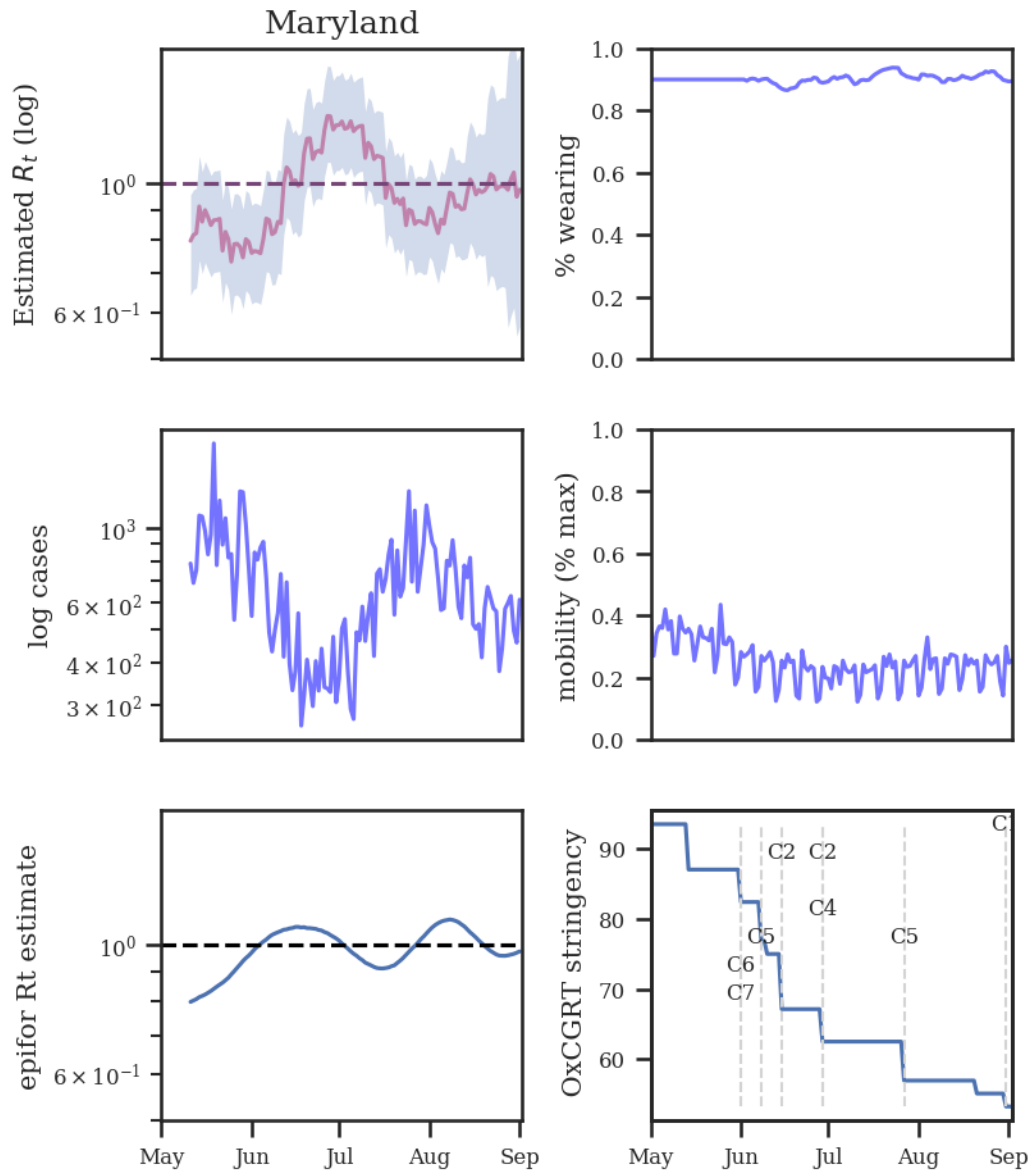 Maryland
Estimated R_t (log)
10^0
6 × 10^−1
% wearing
1.0
0.8
0.6
0.4
0.2
0.0
log cases
10^3
6 × 10^2
4 × 10^2
3 × 10^2
mobility (% max)
1.0
0.8
0.6
0.4
0.2
0.0
epifor Rt estimate
10^0
6 × 10^−1
May Jun Jul Aug Sep
OxCGRT stringency
90
80
70
60
C1
C2 C2
C4
C5 C5
C6
C7
May Jun Jul Aug Sep